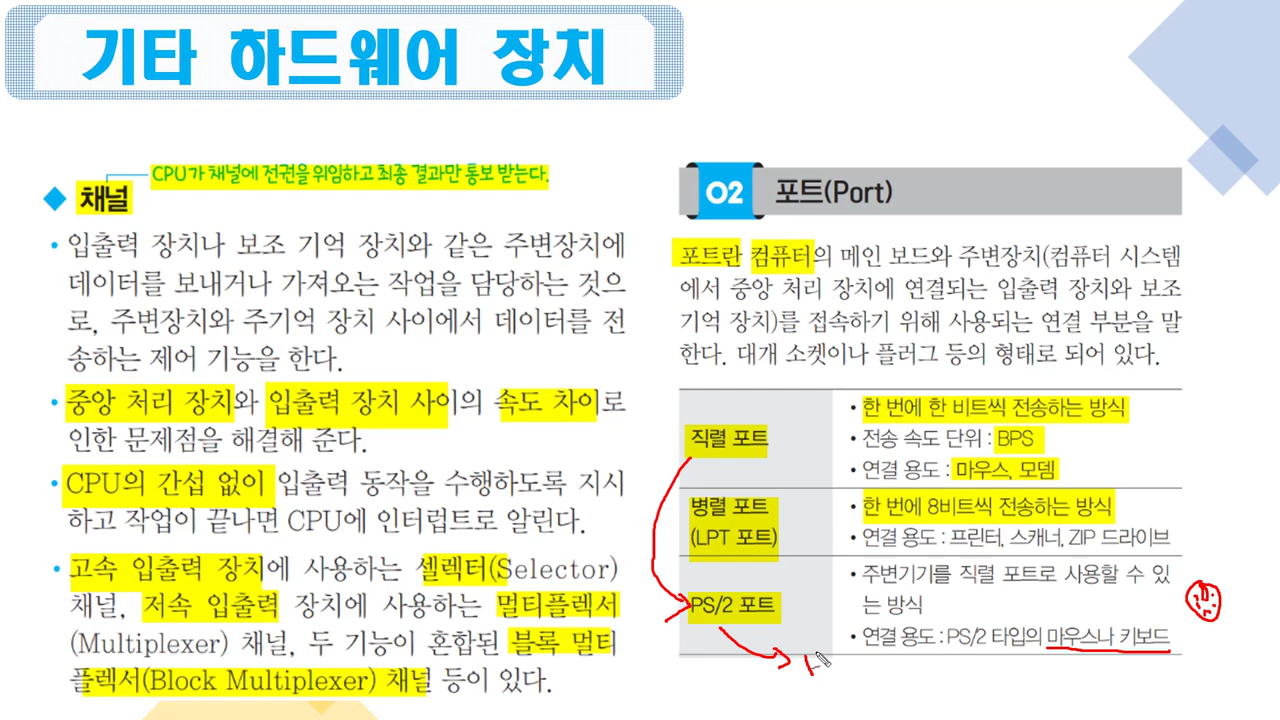 기타 하드웨어 장치
CPU가 채널에 전권을 위임하고 최종 결과만 통보 받는다.
◆ 채널
• 입출력 장치나 보조 기억 장치와 같은 주변장치에
데이터를 보내거나 가져오는 작업을 담당하는 것으
로, 주변장치와 주기억 장치 사이에서 데이터를 전
송하는 제어 기능을 한다.
• 중앙 처리 장치와 입출력 장치 사이의 속도 차이로
인한 문제점을 해결해 준다.
• CPU의 간섭 없이 입출력 동작을 수행하도록 지시
하고 작업이 끝나면 CPU에 인터럽트로 알린다.
• 고속 입출력 장치에 사용하는 셀렉터(Selector)
채널, 저속 입출력 장치에 사용하는 멀티플렉서
(Multiplexer) 채널, 두 기능이 혼합된 블록 멀티
플렉서(Block Multiplexer) 채널 등이 있다.
02 포트(Port)
포트란 컴퓨터의 메인 보드와 주변장치(컴퓨터 시스템
에서 중앙 처리 장치에 연결되는 입출력 장치와 보조
기억 장치)를 접속하기 위해 사용되는 연결 부분을 말
한다. 대개 소켓이나 플러그 등의 형태로 되어 있다.
직렬 포트
• 한 번에 한 비트씩 전송하는 방식
• 전송 속도 단위 : BPS
• 연결 용도 : 마우스, 모뎀
병렬 포트
(LPT 포트)
• 한 번에 8비트씩 전송하는 방식
• 연결 용도 : 프린터, 스캐너, ZIP 드라이브
PS/2 포트
• 주변기기를 직렬 포트로 사용할 수 있
는 방식
• 연결 용도 : PS/2 타입의 마우스나 키보드